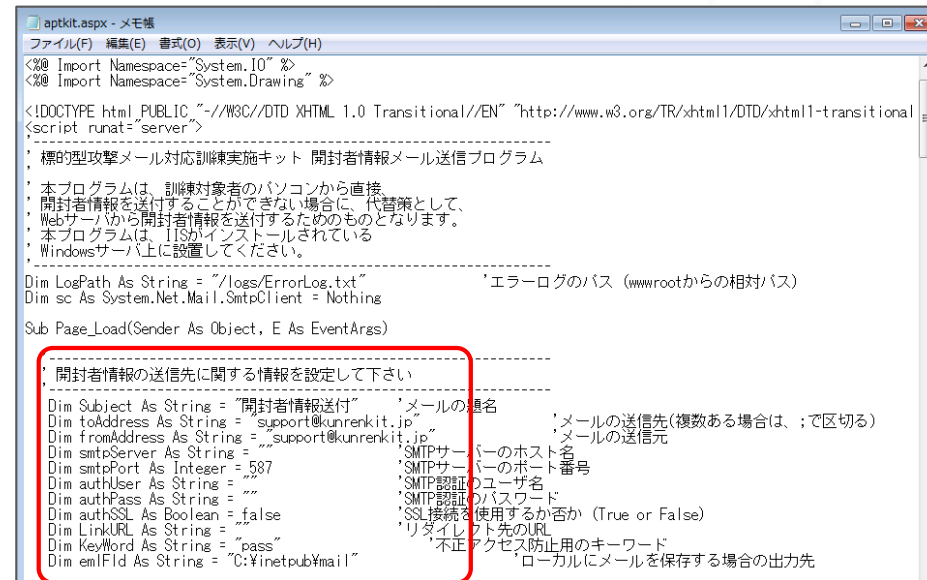 aptkit.aspx - メモ帳
ファイル(F) 編集(E) 書式(O) 表示(V) ヘルプ(H)
<%@ Import Namespace="System.IO" %>
<%@ Import Namespace="System.Drawing" %>
<!DOCTYPE html PUBLIC "-//W3C//DTD XHTML 1.0 Transitional//EN" "http://www.w3.org/TR/xhtml1/DTD/xhtml1-transitional
<script runat="server">
'--------------------------------------------------------------
' 標的型攻撃メール対応訓練実施キット 開封者情報メール送信プログラム
'
' 本プログラムは、訓練対象者のパソコンから直接、
' 開封者情報を送付することができない場合に、代替策として、
' Webサーバから開封者情報を送付するためのものとなります。
' 本プログラムは、IISがインストールされている
' Windowsサーバ上に設置してください。
'--------------------------------------------------------------
Dim LogPath As String = "/logs/ErrorLog.txt" 'エラーログのパス (wwwrootからの相対パス)
Dim sc As System.Net.Mail.SmtpClient = Nothing
Sub Page_Load(Sender As Object, E As EventArgs)
'------------------------------------------------------------
' 開封者情報の送信先に関する情報を設定して下さい
'------------------------------------------------------------
Dim Subject As String = "開封者情報送付" 'メールの題名
Dim toAddress As String = "support@kunrenkit.jp" 'メールの送信先(複数ある場合は、;で区切る)
Dim fromAddress As String = "support@kunrenkit.jp" 'メールの送信元
Dim smtpServer As String = "" 'SMTPサーバーのホスト名
Dim smtpPort As Integer = 587 'SMTPサーバーのポート番号
Dim authUser As String = "" 'SMTP認証のユーザ名
Dim authPass As String = "" 'SMTP認証のパスワード
Dim authSSL As Boolean = false 'SSL接続を使用するか否か (True or False)
Dim LinkURL As String = "" 'リダイレクト先のURL
Dim KeyWord As String = "pass" '不正アクセス防止用のキーワード
Dim emlFld As String = "C:¥inetpub¥mail" 'ローカルにメールを保存する場合の出力先